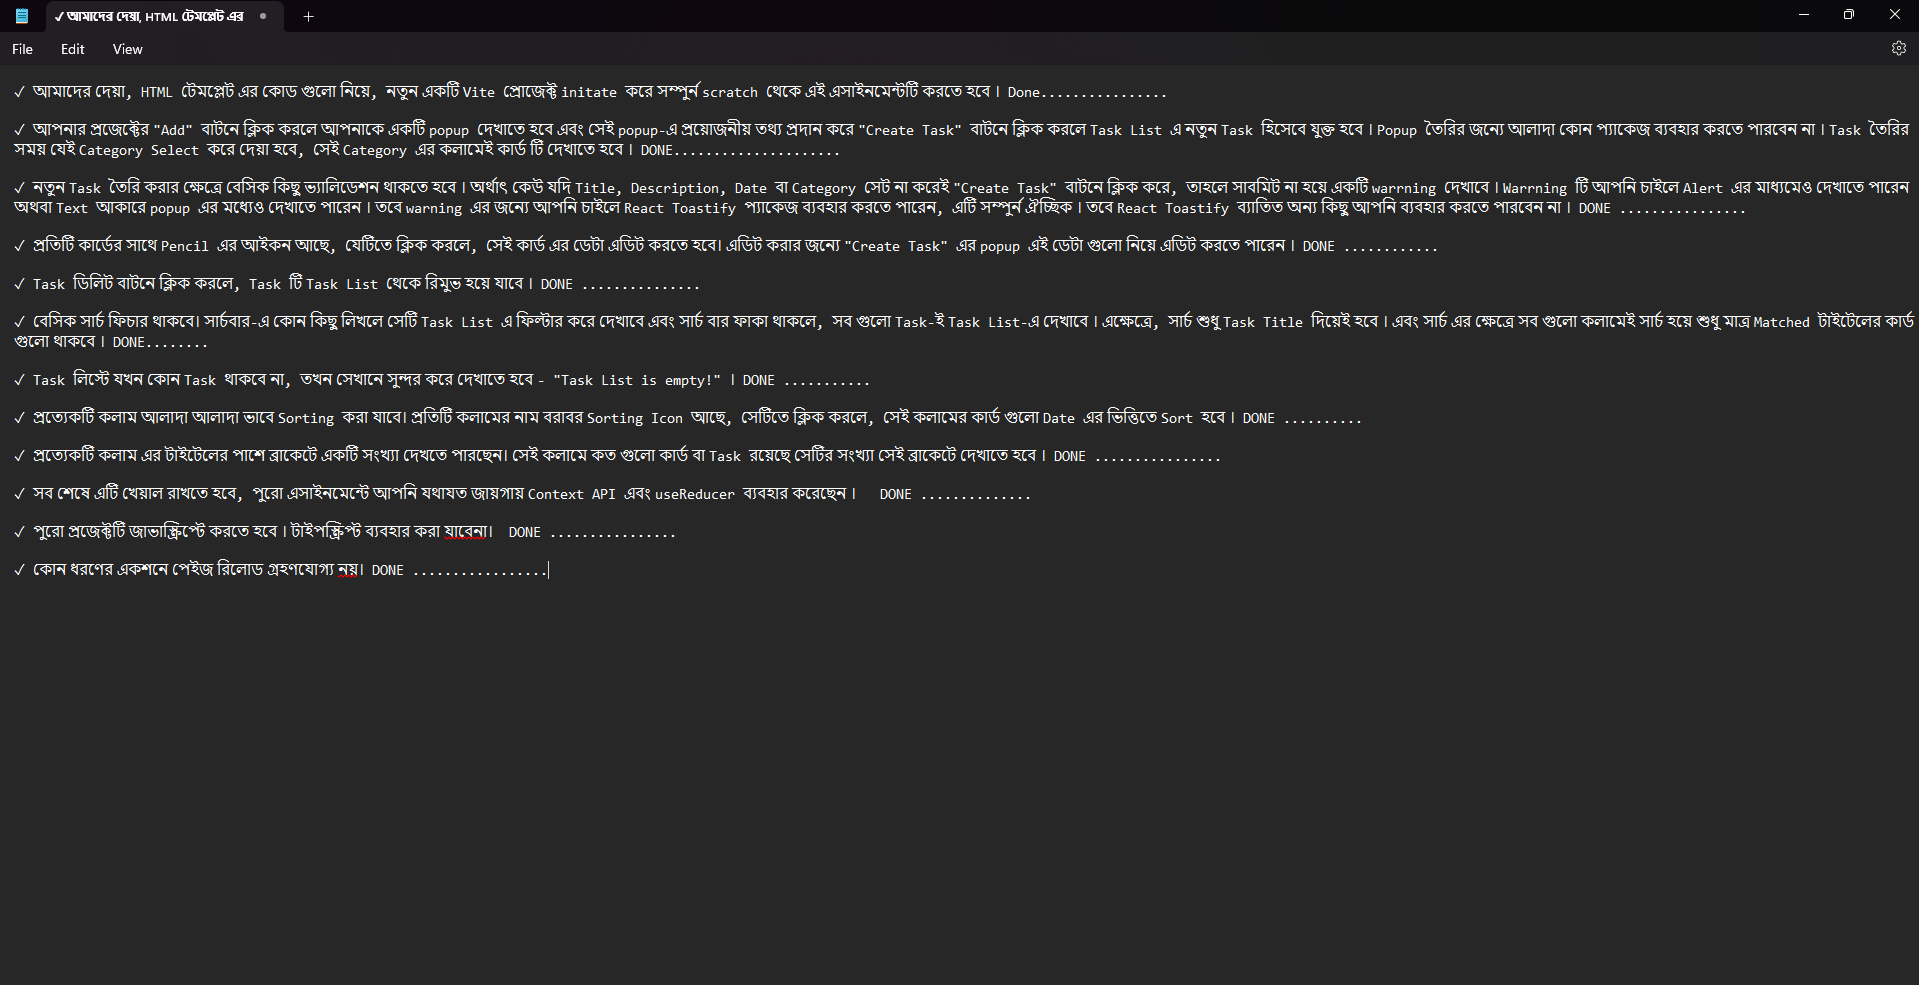 ✓ আমাদের দেয়া, HTML টেমপ্লেট এর
File Edit View
✓ আমাদের দেয়া, HTML টেমপ্লেট এর কোড গুলো নিয়ে, নতুন একটি Vite প্রোজেক্ট initate করে সম্পুর্ন scratch থেকে এই এসাইনমেন্টটি করতে হবে। Done................
✓ আপনার প্রজেক্টের "Add" বাটনে ক্লিক করলে আপনাকে একটি popup দেখাতে হবে এবং সেই popup-এ প্রয়োজনীয় তথ্য প্রদান করে "Create Task" বাটনে ক্লিক করলে Task List এ নতুন Task হিসেবে যুক্ত হবে। Popup তৈরির জন্যে আলাদা কোন প্যাকেজ ব্যবহার করতে পারবেন না। Task তৈরির
সময় যেই Category Select করে দেয়া হবে, সেই Category এর কলামেই কার্ড টি দেখাতে হবে। DONE.....................
✓ নতুন Task তৈরি করার ক্ষেত্রে বেসিক কিছু ভ্যালিডেশন থাকতে হবে। অর্থাৎ কেউ যদি Title, Description, Date বা Category সেট না করেই "Create Task" বাটনে ক্লিক করে, তাহলে সাবমিট না হয়ে একটি warrning দেখাবে। Warrning টি আপনি চাইলে Alert এর মাধ্যমেও দেখাতে পারেন
অথবা Text আকারে popup এর মধ্যেও দেখাতে পারেন। তবে warning এর জন্যে আপনি চাইলে React Toastify প্যাকেজ ব্যবহার করতে পারেন, এটি সম্পুর্ন ঐচ্ছিক। তবে React Toastify ব্যাতিত অন্য কিছু আপনি ব্যবহার করতে পারবেন না। DONE ................
✓ প্রতিটি কার্ডের সাথে Pencil এর আইকন আছে, যেটিতে ক্লিক করলে, সেই কার্ড এর ডেটা এডিট করতে হবে। এডিট করার জন্যে "Create Task" এর popup এই ডেটা গুলো নিয়ে এডিট করতে পারেন। DONE ............
✓ Task ডিলিট বাটনে ক্লিক করলে, Task টি Task List থেকে রিমুভ হয়ে যাবে। DONE ...............
✓ বেসিক সার্চ ফিচার থাকবে। সার্চবার-এ কোন কিছু লিখলে সেটি Task List এ ফিল্টার করে দেখাবে এবং সার্চ বার ফাকা থাকলে, সব গুলো Task-ই Task List-এ দেখাবে। এক্ষেত্রে, সার্চ শুধু Task Title দিয়েই হবে। এবং সার্চ এর ক্ষেত্রে সব গুলো কলামেই সার্চ হয়ে শুধু মাত্র Matched টাইটেলের কার্ড
গুলো থাকবে। DONE........
✓ Task লিস্টে যখন কোন Task থাকবে না, তখন সেখানে সুন্দর করে দেখাতে হবে - "Task List is empty!" । DONE ...........
✓ প্রত্যেকটি কলাম আলাদা আলাদা ভাবে Sorting করা যাবে। প্রতিটি কলামের নাম বরাবর Sorting Icon আছে, সেটিতে ক্লিক করলে, সেই কলামের কার্ড গুলো Date এর ভিত্তিতে Sort হবে। DONE ..........
✓ প্রত্যেকটি কলাম এর টাইটেলের পাশে ব্রাকেটে একটি সংখ্যা দেখতে পারছেন। সেই কলামে কত গুলো কার্ড বা Task রয়েছে সেটির সংখ্যা সেই ব্রাকেটে দেখাতে হবে। DONE ................
✓ সব শেষে এটি খেয়াল রাখতে হবে, পুরো এসাইনমেন্টে আপনি যথাযত জায়গায় Context API এবং useReducer ব্যবহার করেছেন। DONE ..............
✓ পুরো প্রজেক্টটি জাভাস্ক্রিপ্টে করতে হবে। টাইপস্ক্রিপ্ট ব্যবহার করা যাবেনা। DONE ................
✓ কোন ধরণের একশনে পেইজ রিলোড গ্রহণযোগ্য নয়। DONE .................